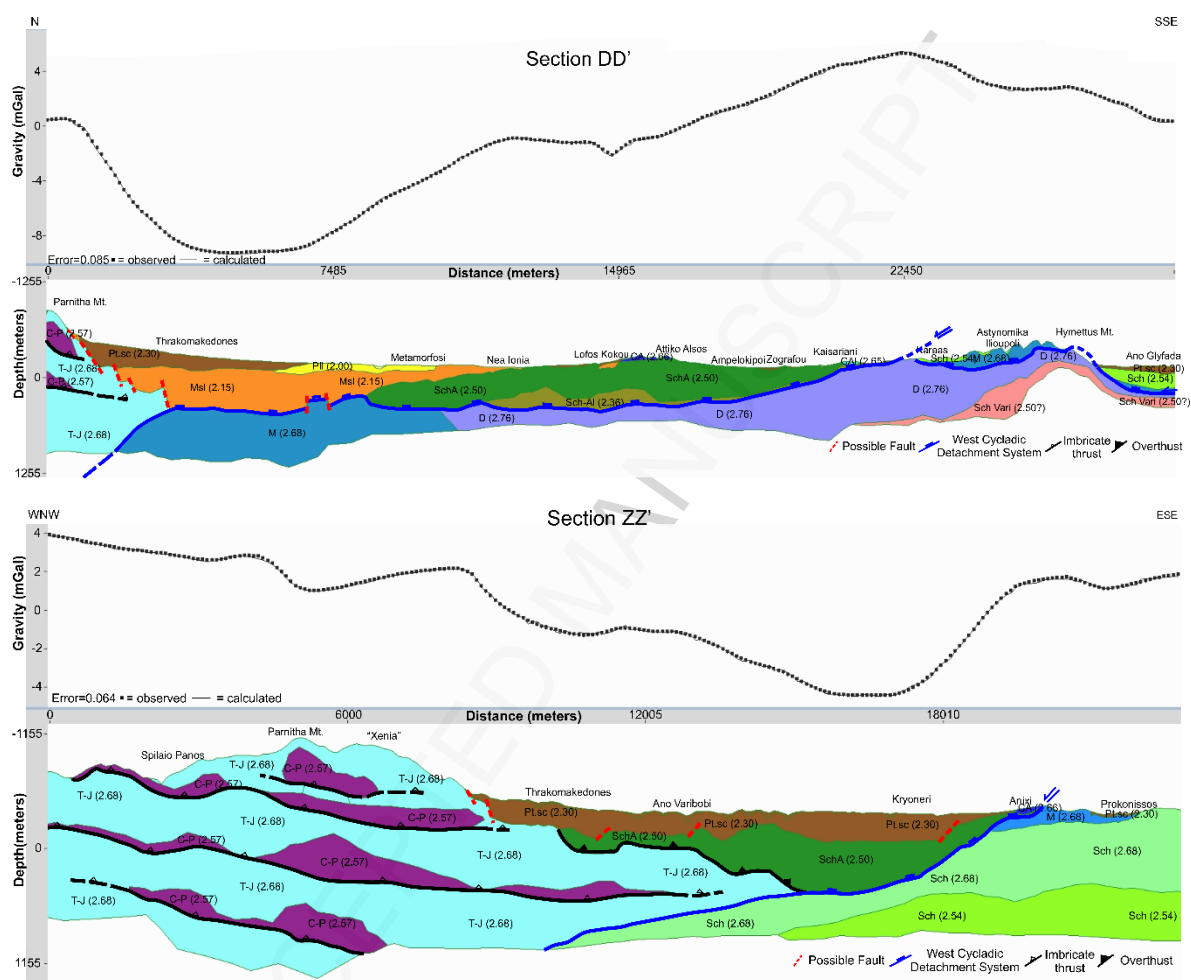 N
SSE
Section DD'
Gravity (mGal)
4
0
-4
-8
Error=0.085 ▪ = observed — = calculated
0
7485
Distance (meters)
14965
22450
-1255
Depth(meters)
0
1255
Parnitha Mt.
C-P (2.57)
T-J (2.68)
C-P (2.57)
T-J (2.68)
Thrakomakedones
Pt.sc (2.30)
Msl (2.15)
Pll (2.00)
Metamorfosi
Msl (2.15)
M (2.68)
Nea Ionia
SchA (2.50)
D (2.76)
Lofos Kokou
Attiko Alsos
CA (2.66)
SchA (2.50)
Sch-Al (2.36)
Ampelokipoi
Zografou
D (2.76)
Kaisariani
CAl (2.65)
Kareas
Sch (2.54)
D (2.76)
Astynomika
Ilioupoli
M (2.68)
Hymettus Mt.
D (2.76)
Sch Vari (2.50?)
Ano Glyfada
Pt.sc (2.30)
Sch (2.54)
Sch Vari (2.50?)
Possible Fault
West Cycladic
Detachment System
Imbricate
thrust
Overthust
WNW
ESE
Section ZZ'
Gravity (mGal)
4
2
0
-2
-4
Error=0.064 ▪ = observed — = calculated
0
6000
Distance (meters)
12005
18010
-1155
Depth(meters)
0
1155
Spilaio Panos
Parnitha Mt.
"Xenia"
C-P (2.57)
T-J (2.68)
C-P (2.57)
T-J (2.68)
T-J (2.68)
C-P (2.57)
T-J (2.68)
C-P (2.57)
T-J (2.68)
T-J (2.68)
T-J (2.68)
C-P (2.57)
C-P (2.57)
T-J (2.68)
Thrakomakedones
Pt.sc (2.30)
SchA (2.50)
T-J (2.68)
Ano Varibobi
Pt.sc (2.30)
T-J (2.68)
SchA (2.50)
Kryoneri
Pt.sc (2.30)
Sch (2.68)
Sch (2.68)
Sch (2.54)
Anixi
CA (2.66)
M (2.68)
Prokonissos
Pt.sc (2.30)
Sch (2.68)
Sch (2.54)
Possible Fault
West Cycladic
Detachment System
Imbricate
thrust
Overthust